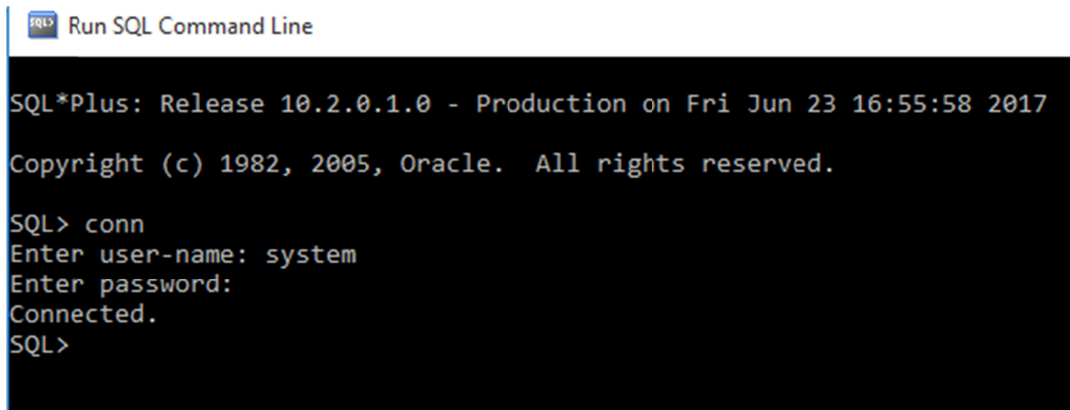 SQL> Run SQL Command Line
SQL*Plus: Release 10.2.0.1.0 - Production on Fri Jun 23 16:55:58 2017
Copyright (c) 1982, 2005, Oracle.  All rights reserved.
SQL> conn
Enter user-name: system
Enter password:
Connected.
SQL>